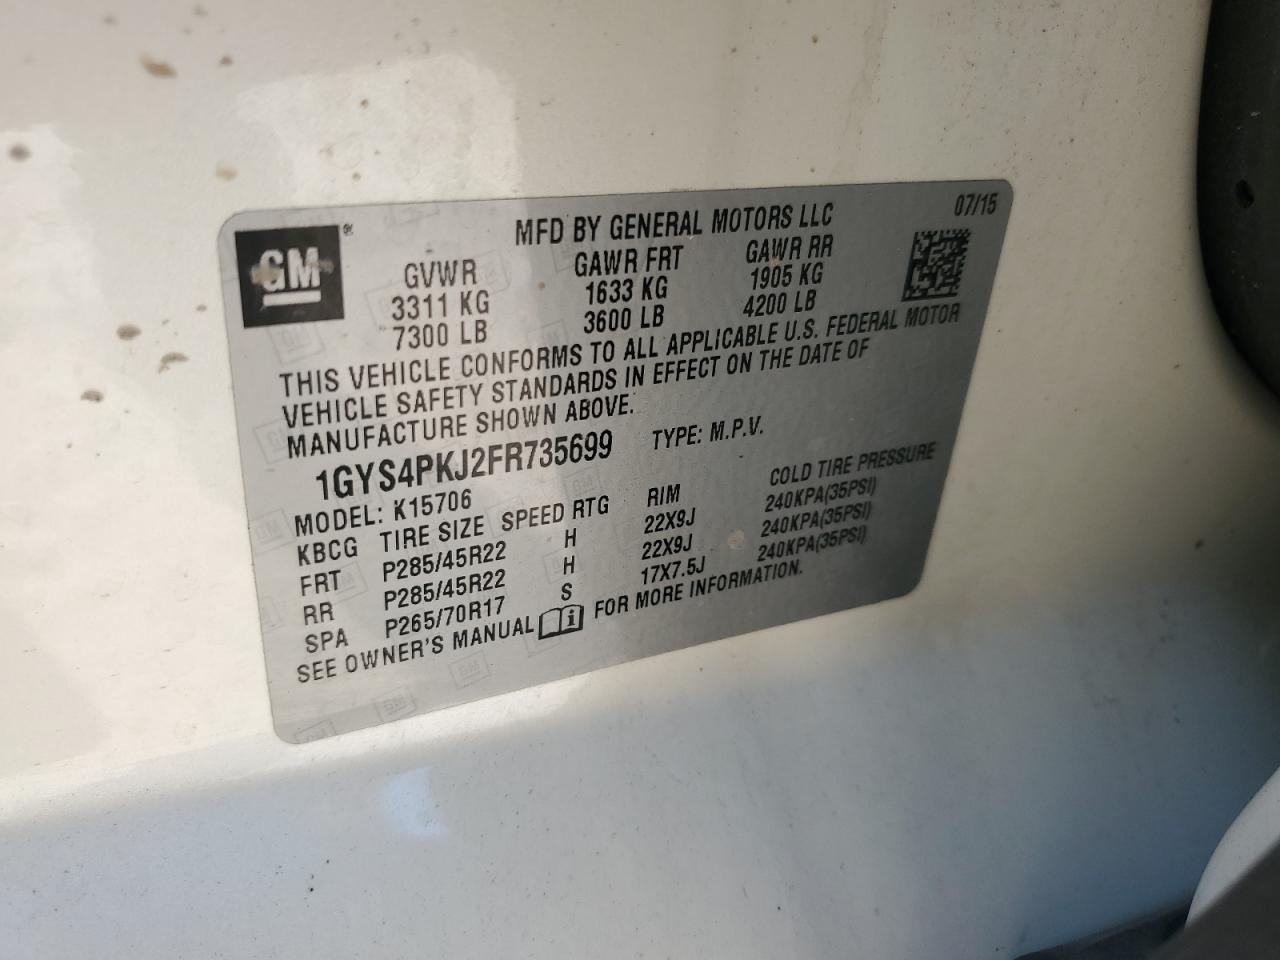 GM®
MFD BY GENERAL MOTORS LLC 07/15
GVWR GAWR FRT GAWR RR
3311 KG 1633 KG 1905 KG
7300 LB 3600 LB 4200 LB
THIS VEHICLE CONFORMS TO ALL APPLICABLE U.S. FEDERAL MOTOR
VEHICLE SAFETY STANDARDS IN EFFECT ON THE DATE OF
MANUFACTURE SHOWN ABOVE.
1GYS4PKJ2FR735699 TYPE: M.P.V.
MODEL: K15706
KBCG TIRE SIZE SPEED RTG RIM COLD TIRE PRESSURE
FRT P285/45R22 H 22X9J 240KPA(35PSI)
RR P285/45R22 H 22X9J 240KPA(35PSI)
SPA P265/70R17 S 17X7.5J 240KPA(35PSI)
SEE OWNER'S MANUAL FOR MORE INFORMATION.